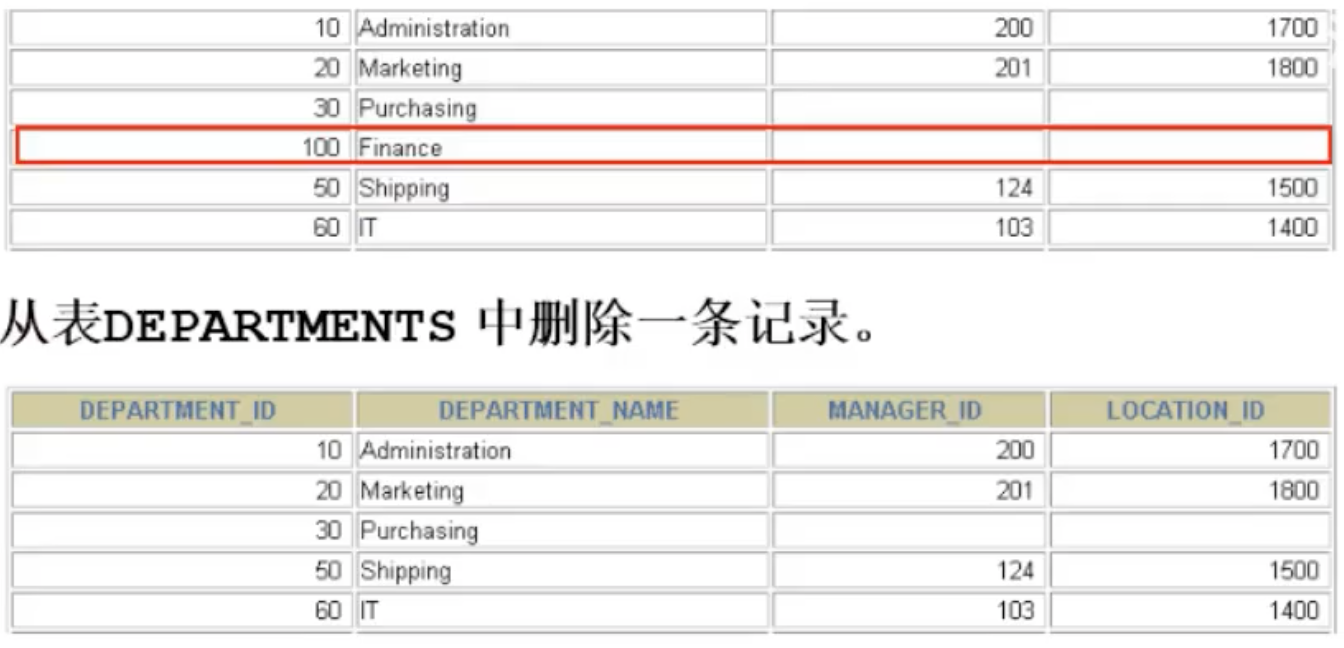 10 Administration 200 1700
20 Marketing 201 1800
30 Purchasing
100 Finance
50 Shipping 124 1500
60 IT 103 1400
从表DEPARTMENTS 中删除一条记录。
DEPARTMENT_ID DEPARTMENT_NAME MANAGER_ID LOCATION_ID
10 Administration 200 1700
20 Marketing 201 1800
30 Purchasing
50 Shipping 124 1500
60 IT 103 1400